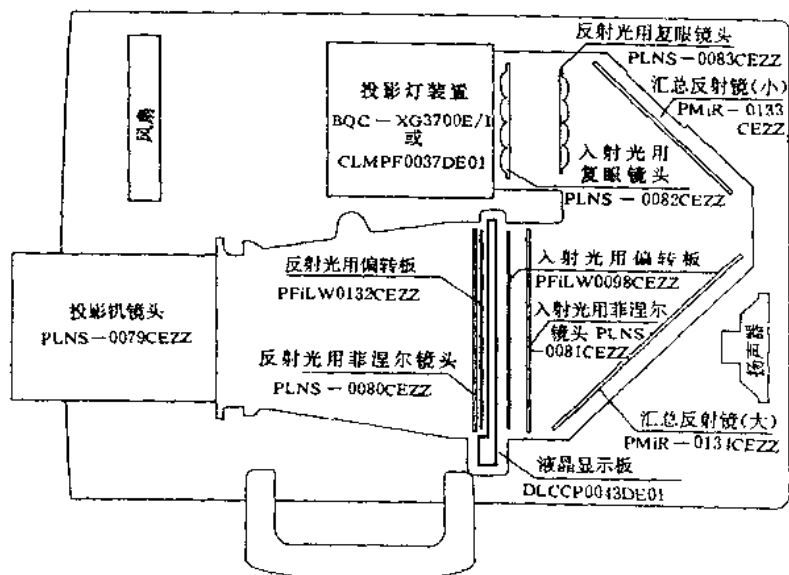 反射光用复眼镜头
PLNS-0083CEZZ
汇总反射镜(小)
PMiR-0133
CEZZ
风扇
投影灯装置
BQC-XG3700E/1
或
CLMPF0037DE01
入射光用
复眼镜头
PLNS-0082CEZZ
反射光用偏转板
PFiLW0132CEZZ
入射光用偏转板
PFiLW0098CEZZ
投影机镜头
PLNS-0079CEZZ
入射光用菲涅尔
镜头 PLNS
-0081CEZZ
扬声器
反射光用菲涅尔镜头
PLNS-0080CEZZ
汇总反射镜(大)
PMiR-0134CEZZ
液晶显示板
DLCCP0043DE01